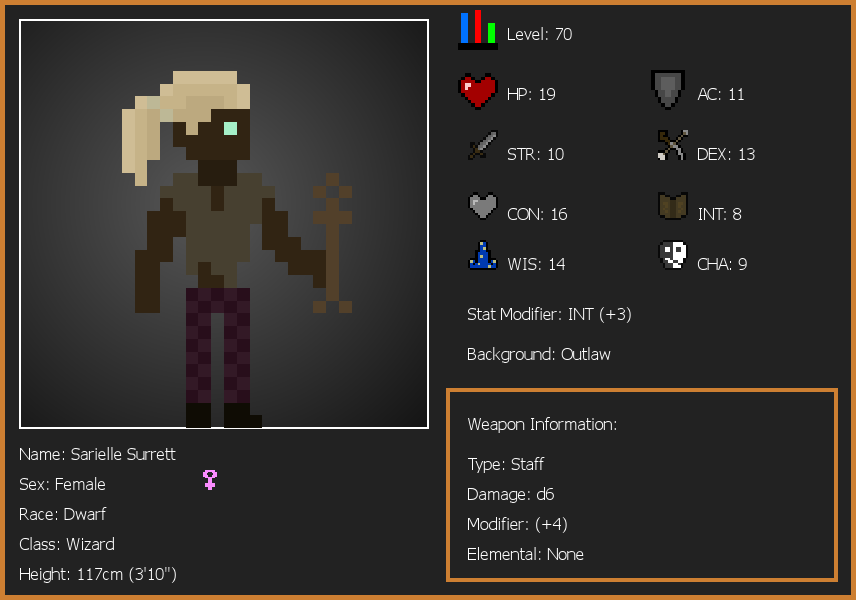 Level: 70
HP: 19
AC: 11
STR: 10
DEX: 13
CON: 16
INT: 8
WIS: 14
CHA: 9
Stat Modifier: INT (+3)
Background: Outlaw
Weapon Information:
Type: Staff
Damage: d6
Modifier: (+4)
Elemental: None
Name: Sarielle Surrett
Sex: Female
Race: Dwarf
Class: Wizard
Height: 117cm (3'10")